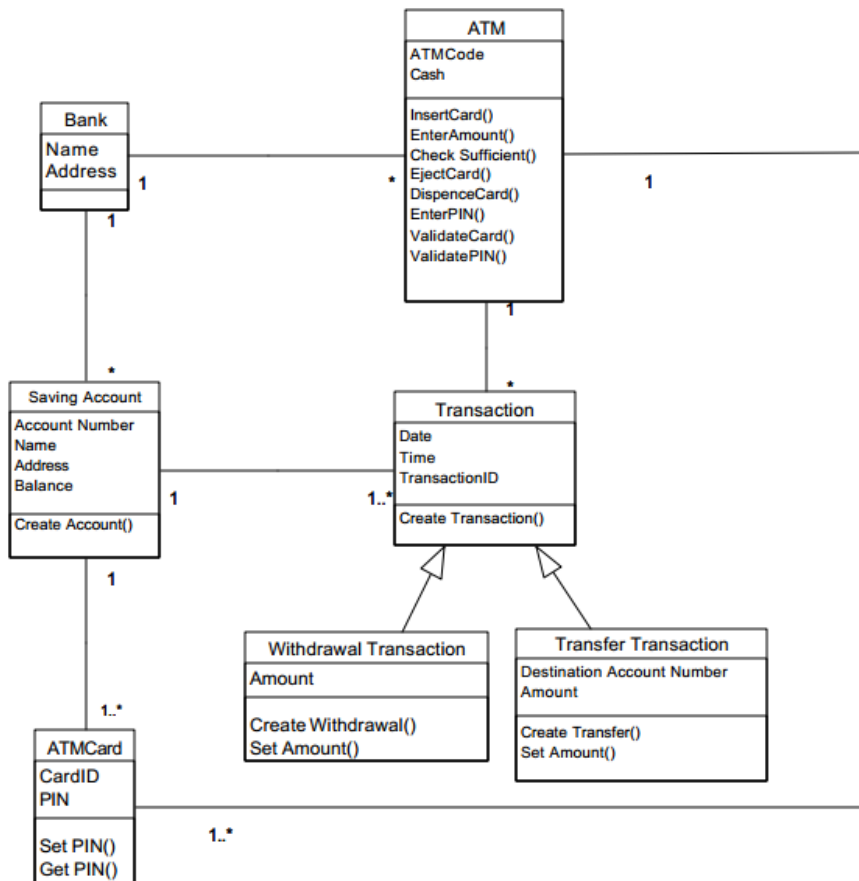 ATM
ATMCode
Cash
InsertCard()
EnterAmount()
Check Sufficient()
EjectCard()
DispenceCard()
EnterPIN()
ValidateCard()
ValidatePIN()
Bank
Name
Address
1
*
1
1
1
*
1
*
Saving Account
Account Number
Name
Address
Balance
Create Account()
Transaction
Date
Time
TransactionID
Create Transaction()
1
1..*
1
1..*
Withdrawal Transaction
Amount
Create Withdrawal()
Set Amount()
Transfer Transaction
Destination Account Number
Amount
Create Transfer()
Set Amount()
ATMCard
CardID
PIN
Set PIN()
Get PIN()
1..*